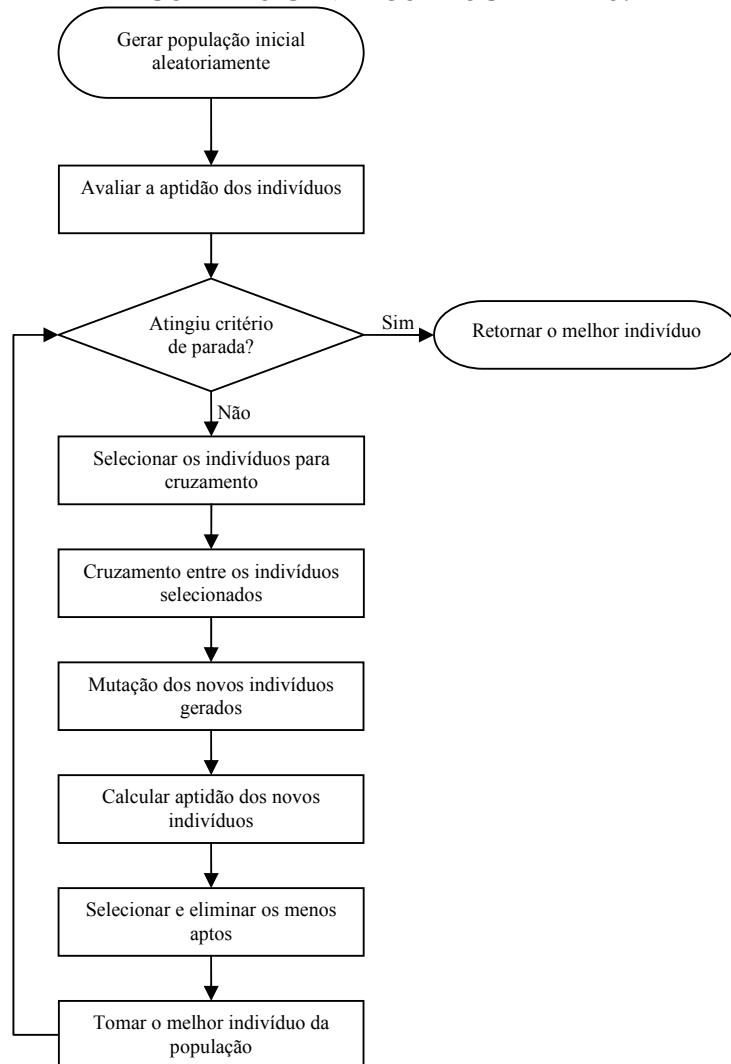 Gerar população inicial
aleatoriamente
Avaliar a aptidão dos indivíduos
Atingiu critério
de parada?
Sim
Retornar o melhor indivíduo
Não
Selecionar os indivíduos para
cruzamento
Cruzamento entre os indivíduos
selecionados
Mutação dos novos indivíduos
gerados
Calcular aptidão dos novos
indivíduos
Selecionar e eliminar os menos
aptos
Tomar o melhor indivíduo da
população